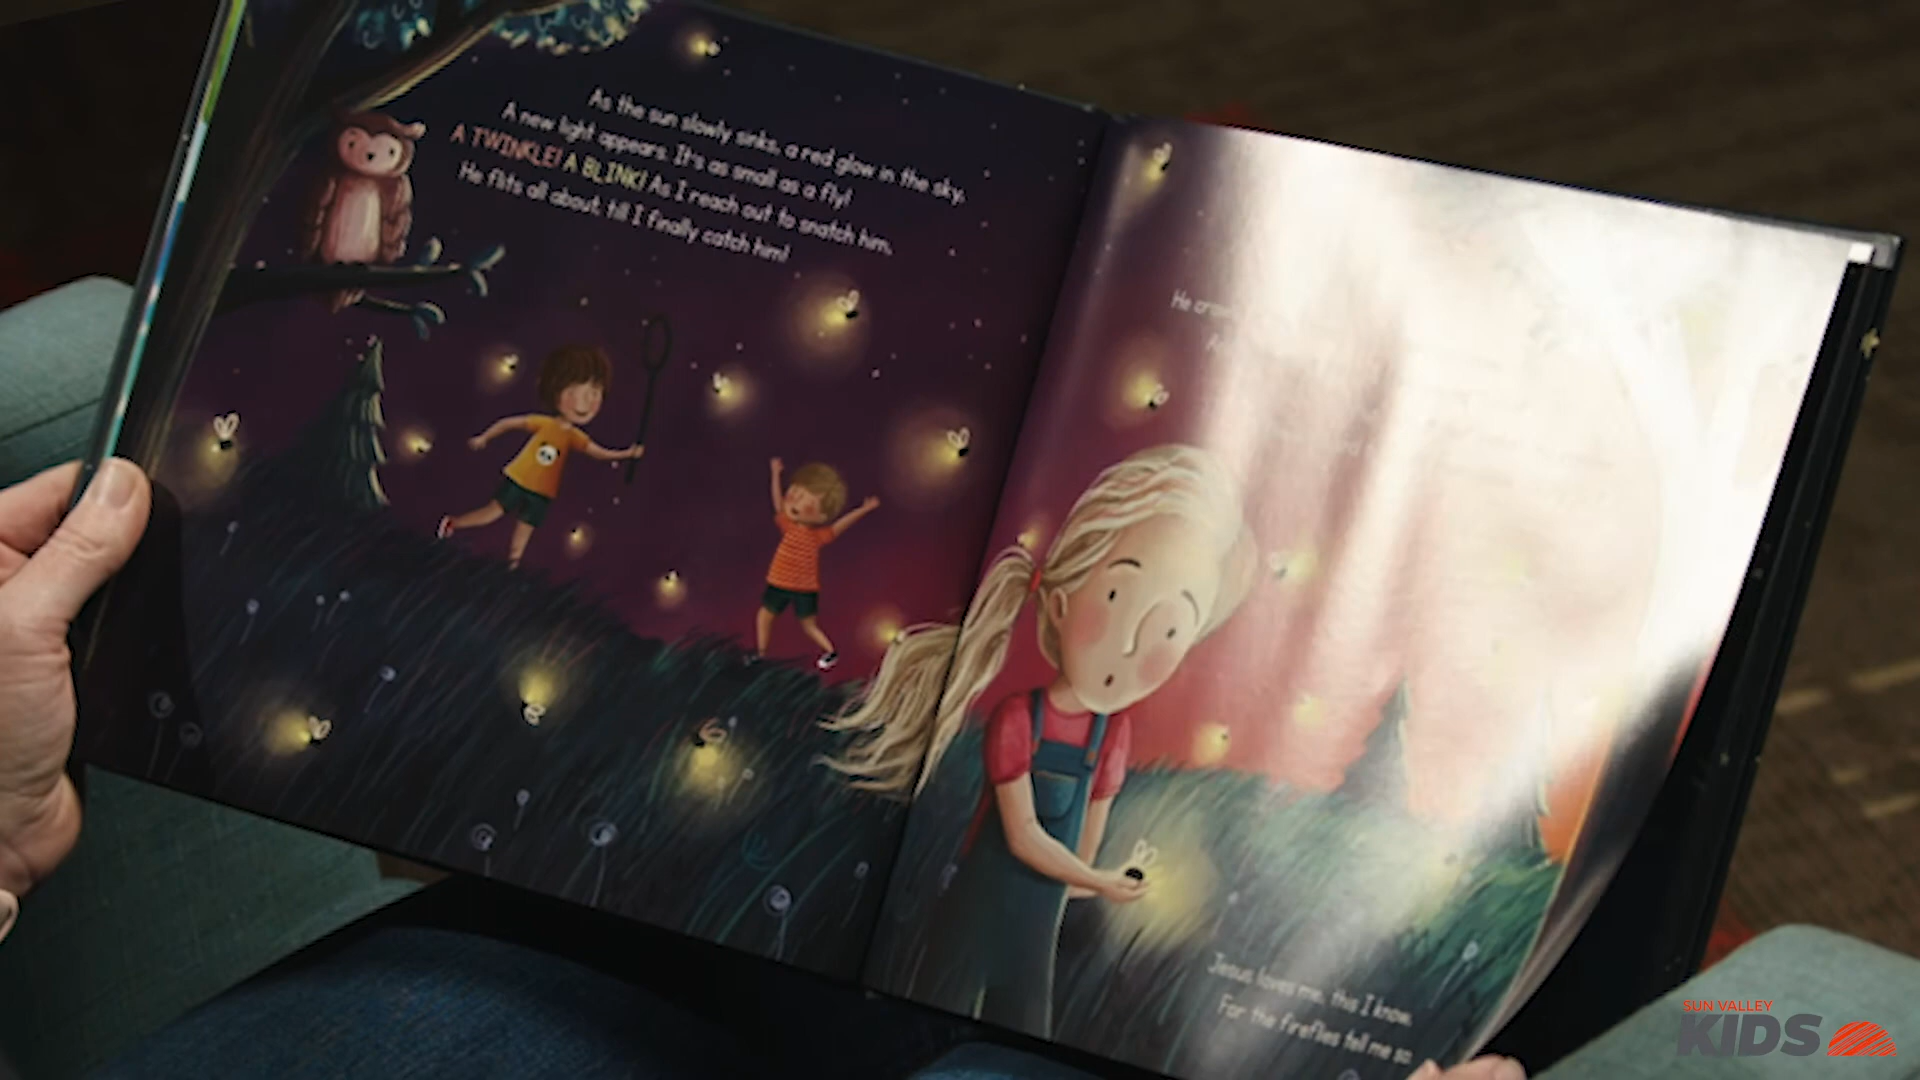 As the sun slowly sinks, a red glow in the sky,
A new light appears. It's as small as a fly!
A TWINKLE! A BLINK! As I reach out to snatch him,
He flits all about, till I finally catch him!
He
Jesus loves me, this I know,
For the fireflies tell me so.
SUN VALLEY
KIDS